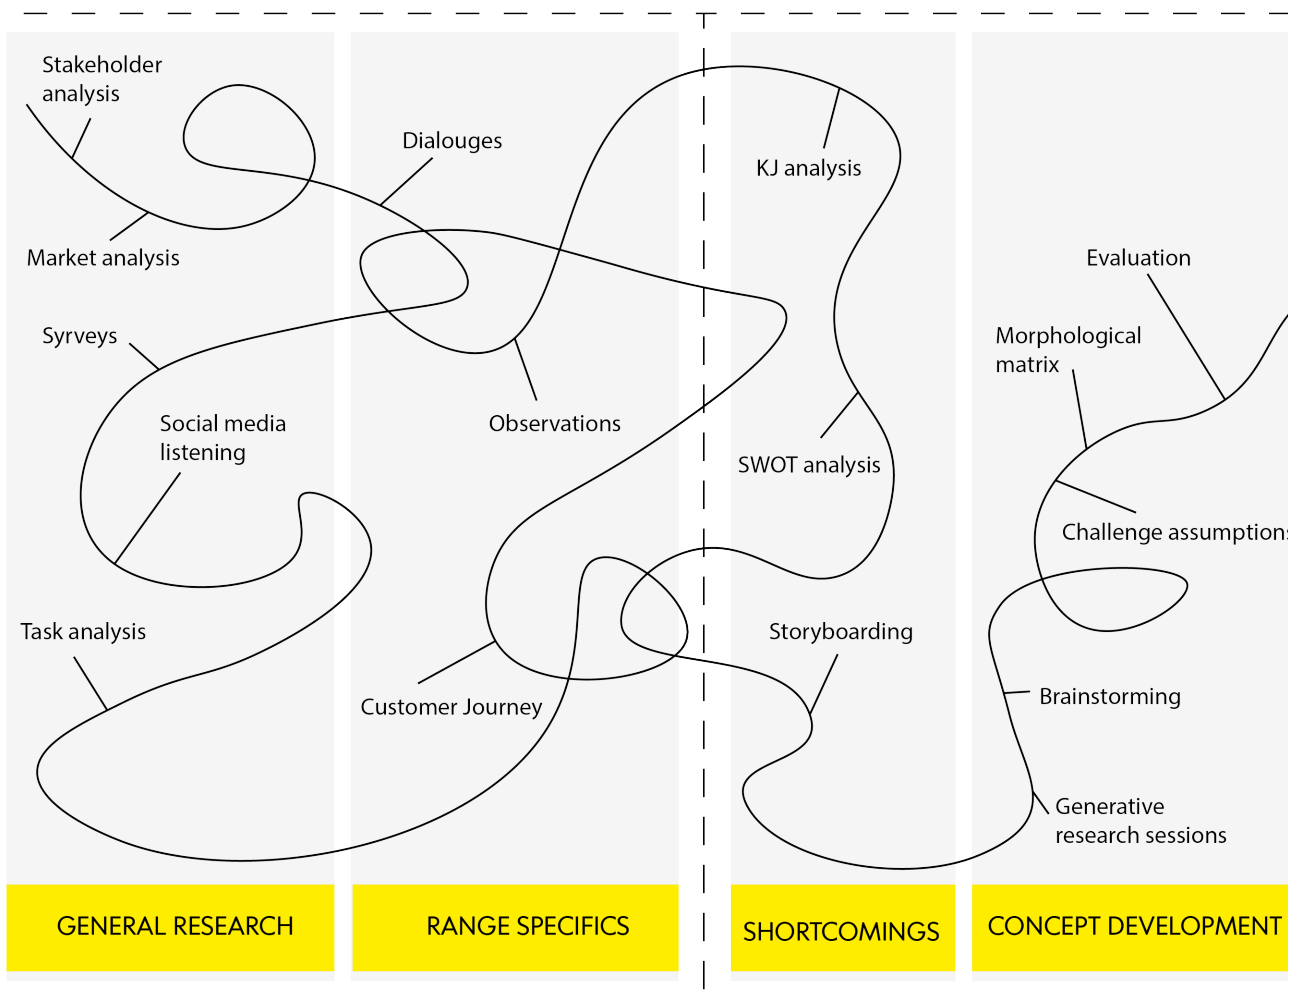 Stakeholder
analysis
Market analysis
Syrveys
Social media
listening
Task analysis
GENERAL RESEARCH
Dialouges
Observations
Customer Journey
RANGE SPECIFICS
KJ analysis
SWOT analysis
Storyboarding
SHORTCOMINGS
Evaluation
Morphological
matrix
Challenge assumptions
Brainstorming
Generative
research sessions
CONCEPT DEVELOPMENT